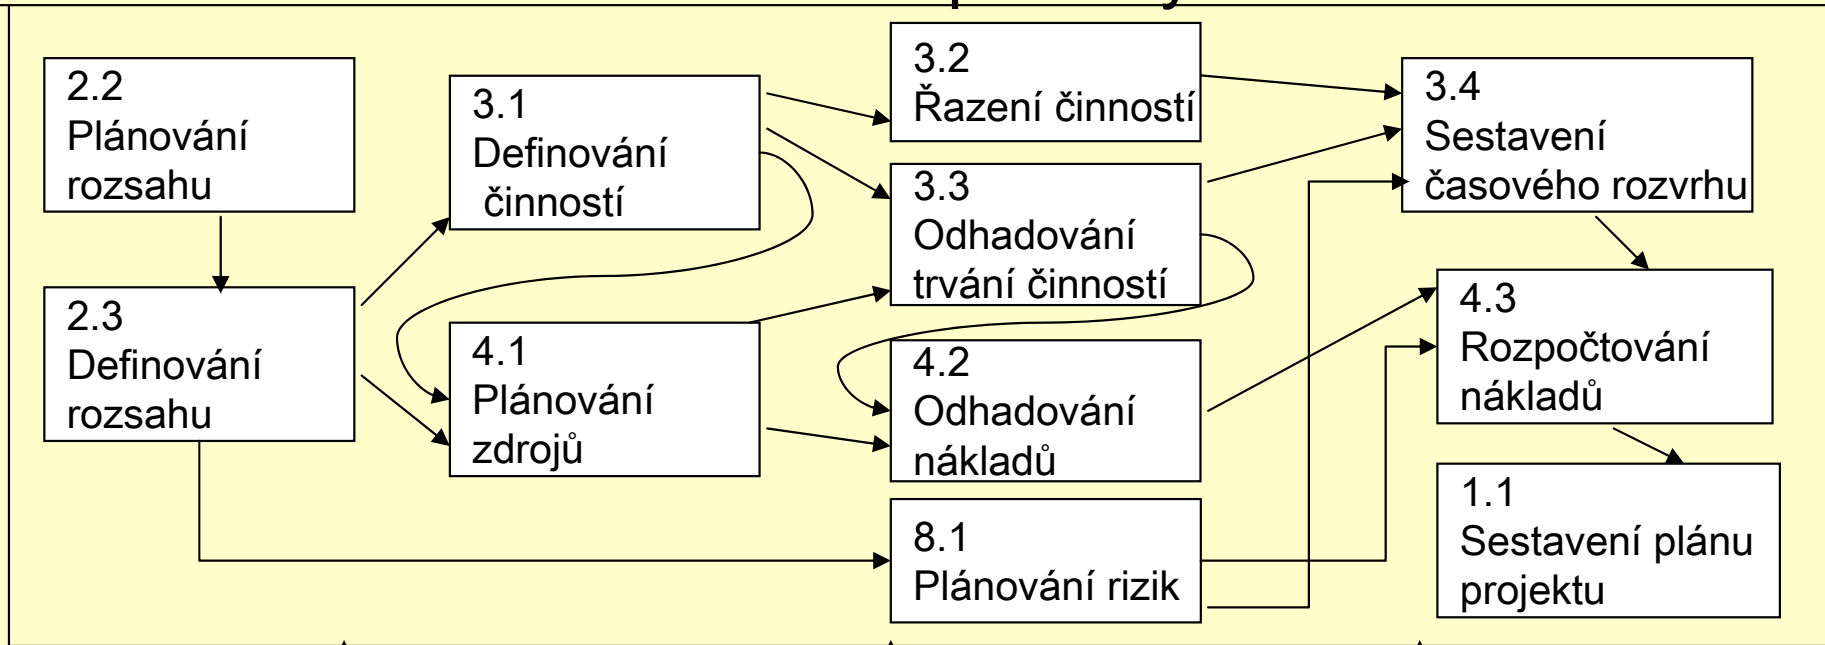 2.2
Plánování
rozsahu
2.3
Definování
rozsahu
3.1
Definování
činností
4.1
Plánování
zdrojů
3.2
Řazení činností
3.3
Odhadování
trvání činností
4.2
Odhadování
nákladů
8.1
Plánování rizik
3.4
Sestavení
časového rozvrhu
4.3
Rozpočtování
nákladů
1.1
Sestavení plánu
projektu